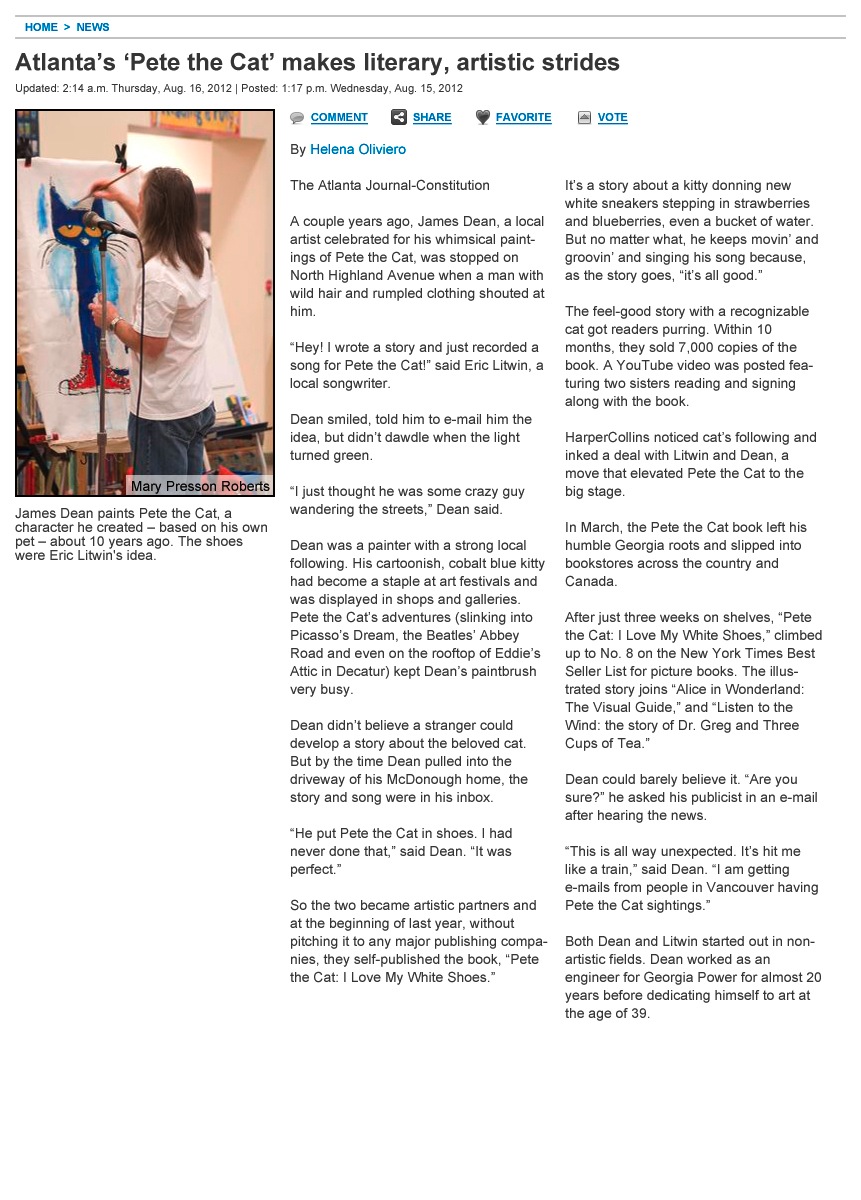 HOME > NEWS
Atlanta’s ‘Pete the Cat’ makes literary, artistic strides
Updated: 2:14 a.m. Thursday, Aug. 16, 2012 | Posted: 1:17 p.m. Wednesday, Aug. 15, 2012
COMMENT SHARE FAVORITE VOTE
Mary Presson Roberts
James Dean paints Pete the Cat, a
character he created – based on his own
pet – about 10 years ago. The shoes
were Eric Litwin's idea.
By Helena Oliviero
The Atlanta Journal-Constitution
A couple years ago, James Dean, a local
artist celebrated for his whimsical paint-
ings of Pete the Cat, was stopped on
North Highland Avenue when a man with
wild hair and rumpled clothing shouted at
him.
“Hey! I wrote a story and just recorded a
song for Pete the Cat!” said Eric Litwin, a
local songwriter.
Dean smiled, told him to e-mail him the
idea, but didn’t dawdle when the light
turned green.
“I just thought he was some crazy guy
wandering the streets,” Dean said.
Dean was a painter with a strong local
following. His cartoonish, cobalt blue kitty
had become a staple at art festivals and
was displayed in shops and galleries.
Pete the Cat’s adventures (slinking into
Picasso’s Dream, the Beatles’ Abbey
Road and even on the rooftop of Eddie’s
Attic in Decatur) kept Dean’s paintbrush
very busy.
Dean didn’t believe a stranger could
develop a story about the beloved cat.
But by the time Dean pulled into the
driveway of his McDonough home, the
story and song were in his inbox.
“He put Pete the Cat in shoes. I had
never done that,” said Dean. “It was
perfect.”
So the two became artistic partners and
at the beginning of last year, without
pitching it to any major publishing compa-
nies, they self-published the book, “Pete
the Cat: I Love My White Shoes.”
It’s a story about a kitty donning new
white sneakers stepping in strawberries
and blueberries, even a bucket of water.
But no matter what, he keeps movin’ and
groovin’ and singing his song because,
as the story goes, “it’s all good.”
The feel-good story with a recognizable
cat got readers purring. Within 10
months, they sold 7,000 copies of the
book. A YouTube video was posted fea-
turing two sisters reading and signing
along with the book.
HarperCollins noticed cat’s following and
inked a deal with Litwin and Dean, a
move that elevated Pete the Cat to the
big stage.
In March, the Pete the Cat book left his
humble Georgia roots and slipped into
bookstores across the country and
Canada.
After just three weeks on shelves, “Pete
the Cat: I Love My White Shoes,” climbed
up to No. 8 on the New York Times Best
Seller List for picture books. The illus-
trated story joins “Alice in Wonderland:
The Visual Guide,” and “Listen to the
Wind: the story of Dr. Greg and Three
Cups of Tea.”
Dean could barely believe it. “Are you
sure?” he asked his publicist in an e-mail
after hearing the news.
“This is all way unexpected. It’s hit me
like a train,” said Dean. “I am getting
e-mails from people in Vancouver having
Pete the Cat sightings.”
Both Dean and Litwin started out in non-
artistic fields. Dean worked as an
engineer for Georgia Power for almost 20
years before dedicating himself to art at
the age of 39.